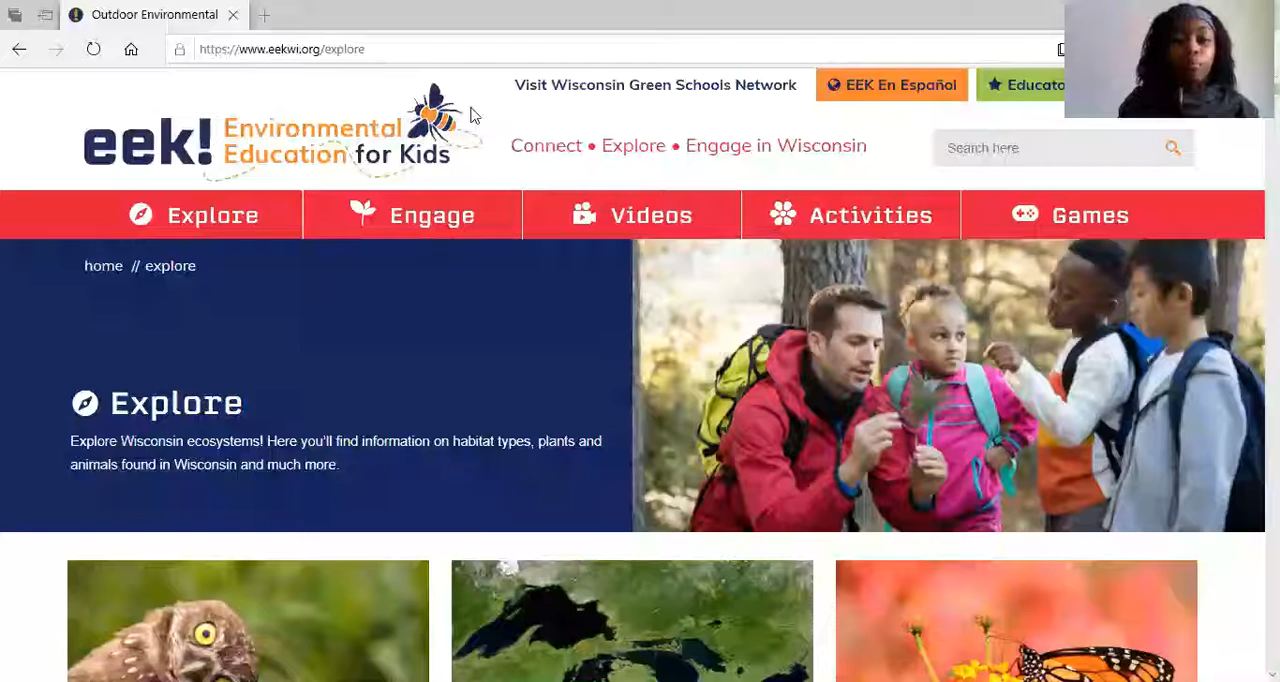 Outdoor Environmental
https://www.eekwi.org/explore
Visit Wisconsin Green Schools Network
EEK En Español
Educato
eek! Environmental Education for Kids
Connect • Explore • Engage in Wisconsin
Search here
Explore
Engage
Videos
Activities
Games
home // explore
Explore
Explore Wisconsin ecosystems! Here you'll find information on habitat types, plants and
animals found in Wisconsin and much more.